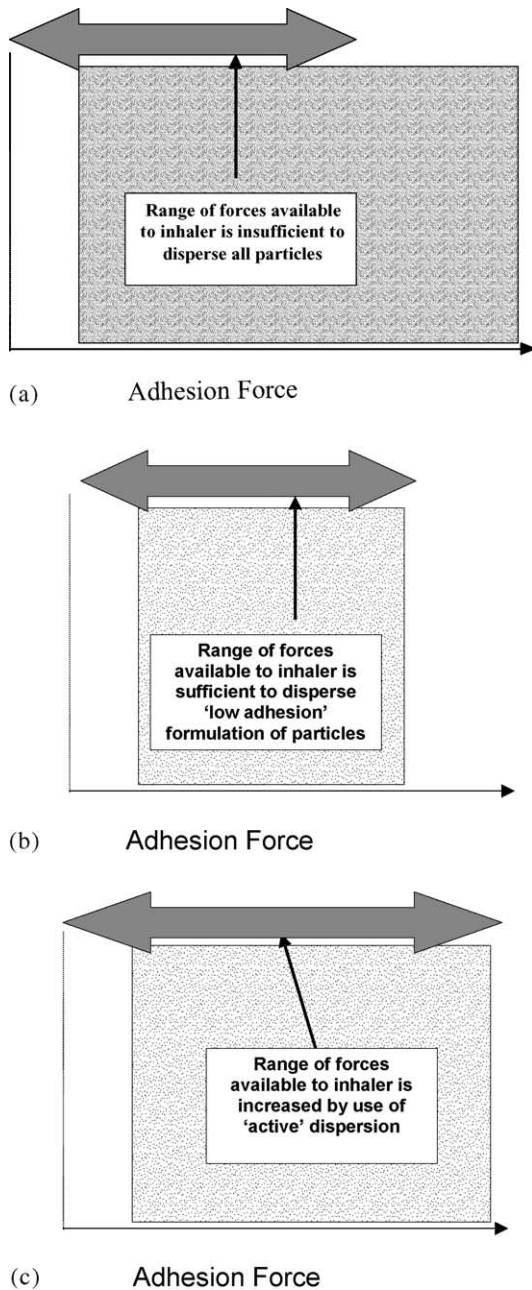 Range of forces available
to inhaler is insufficient to
disperse all particles
(a) Adhesion Force
Range of forces
available to inhaler is
sufficient to disperse
‘low adhesion’
formulation of particles
(b) Adhesion Force
Range of forces
available to inhaler is
increased by use of
‘active’ dispersion
(c) Adhesion Force